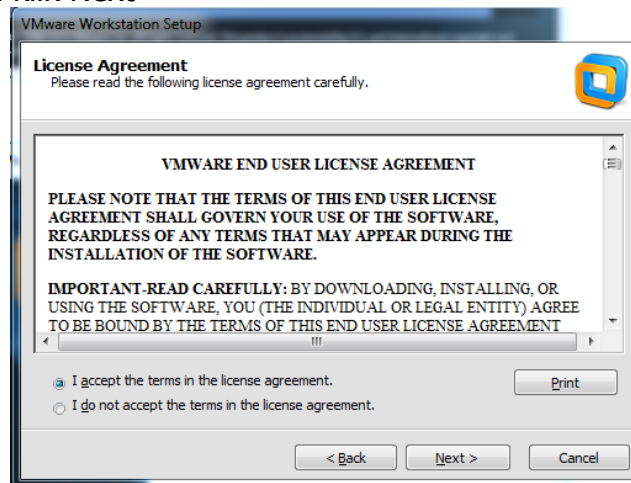 VMware Workstation Setup
License Agreement
Please read the following license agreement carefully.
VMWARE END USER LICENSE AGREEMENT
PLEASE NOTE THAT THE TERMS OF THIS END USER LICENSE
AGREEMENT SHALL GOVERN YOUR USE OF THE SOFTWARE,
REGARDLESS OF ANY TERMS THAT MAY APPEAR DURING THE
INSTALLATION OF THE SOFTWARE.
IMPORTANT-READ CAREFULLY: BY DOWNLOADING, INSTALLING, OR
USING THE SOFTWARE, YOU (THE INDIVIDUAL OR LEGAL ENTITY) AGREE
TO BE BOUND BY THE TERMS OF THIS END USER LICENSE AGREEMENT
I accept the terms in the license agreement.
Print
I do not accept the terms in the license agreement.
< Back Next > Cancel